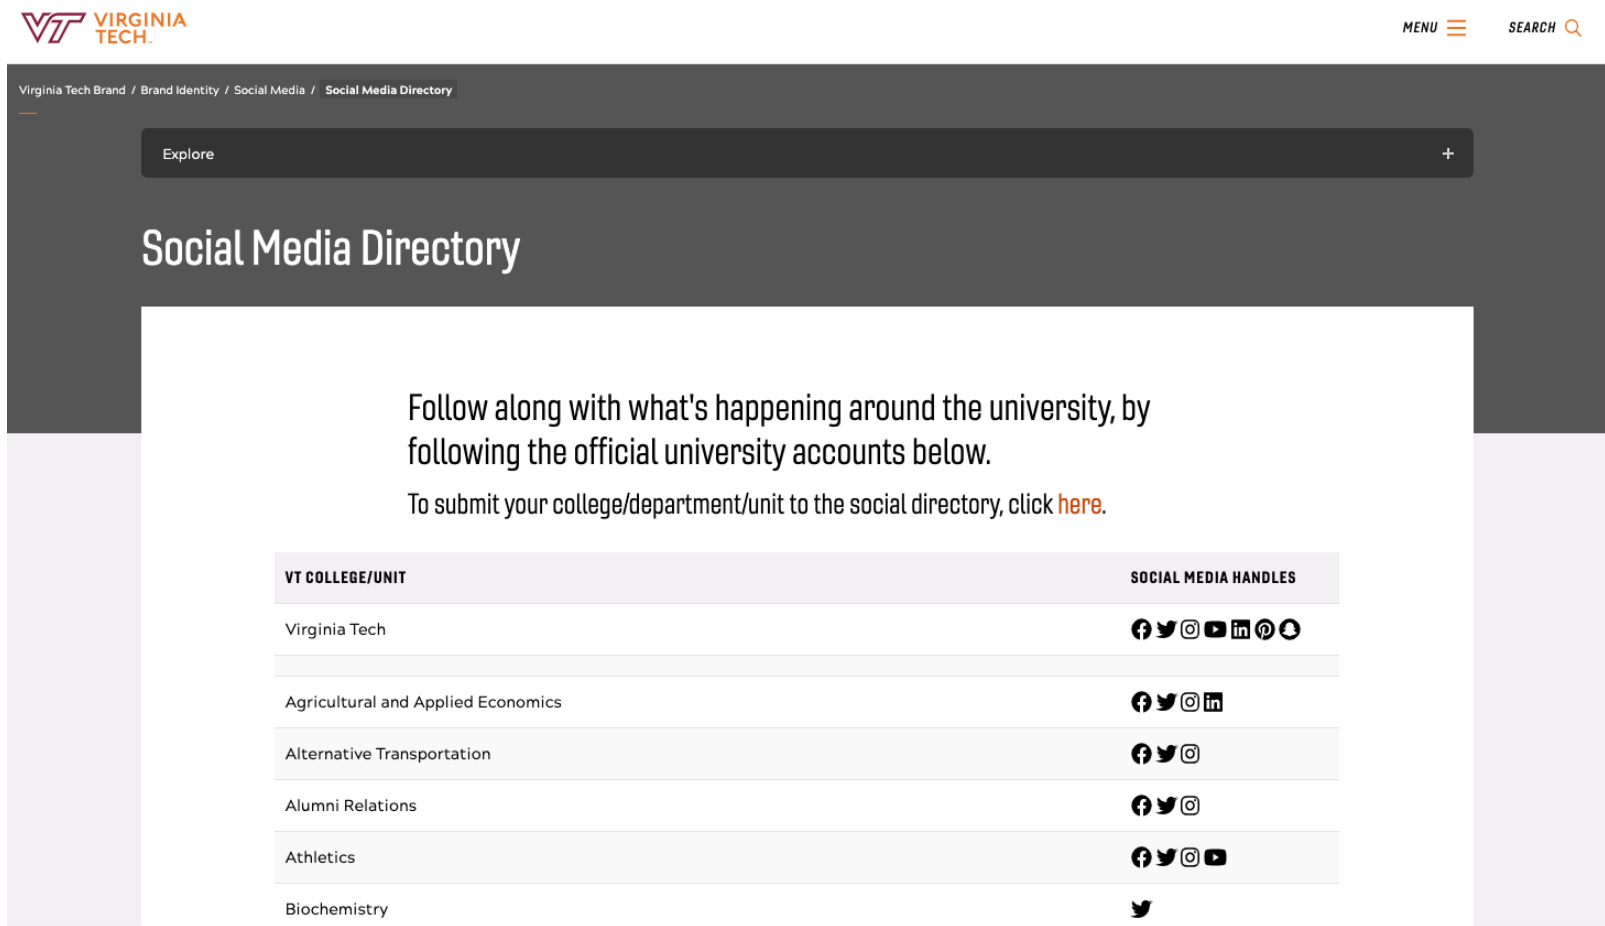 VT VIRGINIA
TECH™
MENU
SEARCH
Virginia Tech Brand / Brand Identity / Social Media / Social Media Directory
Explore +
Social Media Directory
Follow along with what's happening around the university, by
following the official university accounts below.
To submit your college/department/unit to the social directory, click here.
VT COLLEGE/UNIT SOCIAL MEDIA HANDLES
Virginia Tech
Agricultural and Applied Economics
Alternative Transportation
Alumni Relations
Athletics
Biochemistry